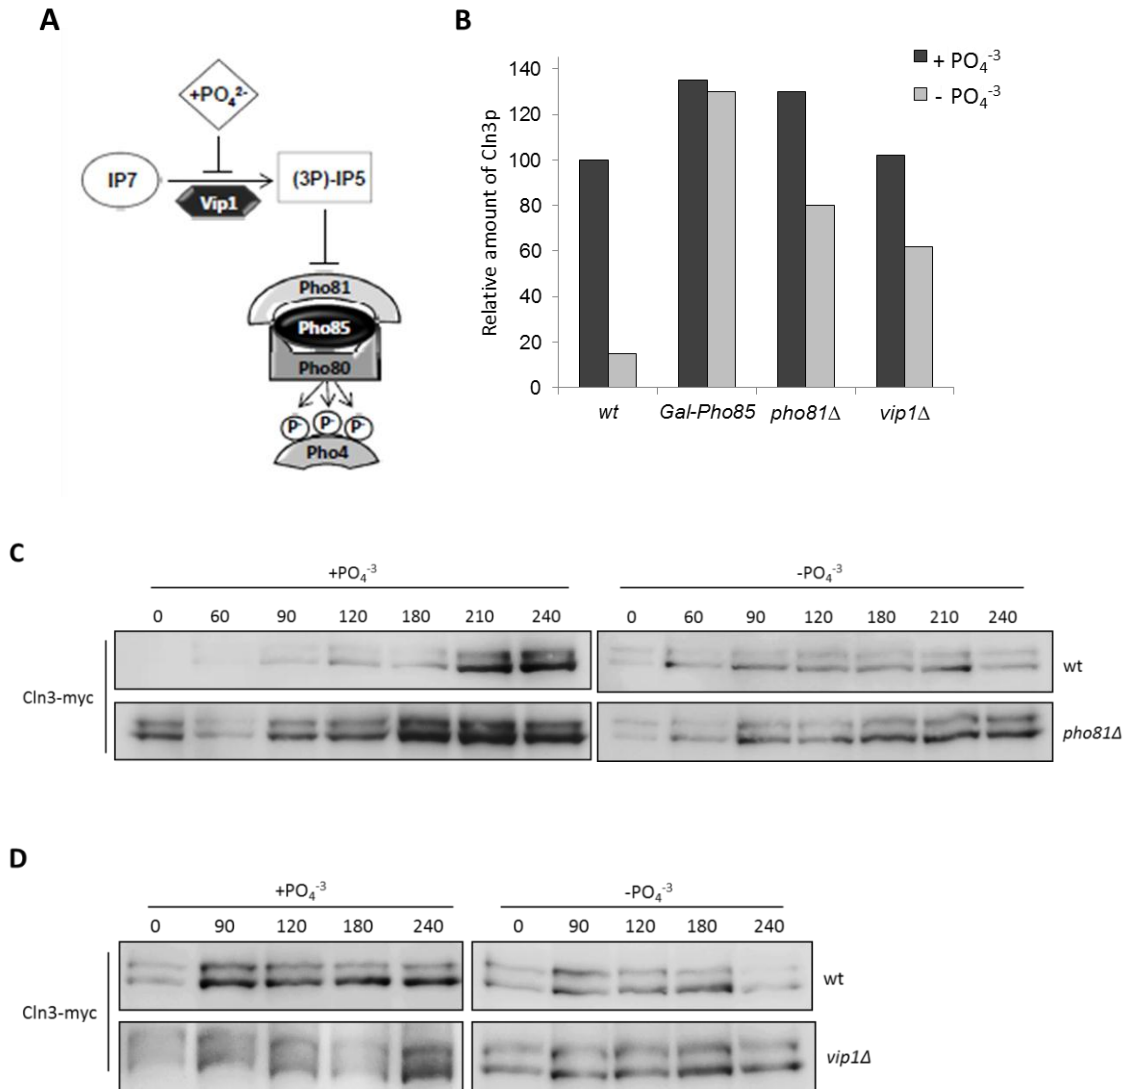 A
+PO₄²⁻
IP7
Vip1
(3P)-IP5
Pho81
Pho85
Pho80
P⁻ P⁻ P⁻
Pho4
B
Relative amount of Cln3p
140
120
100
80
60
40
20
0
+ PO₄⁻³
- PO₄⁻³
wt Gal-Pho85 pho81Δ vip1Δ
C
+PO₄⁻³ -PO₄⁻³
0 60 90 120 180 210 240 0 60 90 120 180 210 240
wt
Cln3-myc
pho81Δ
D
+PO₄⁻³ -PO₄⁻³
0 90 120 180 240 0 90 120 180 240
wt
Cln3-myc
vip1Δ